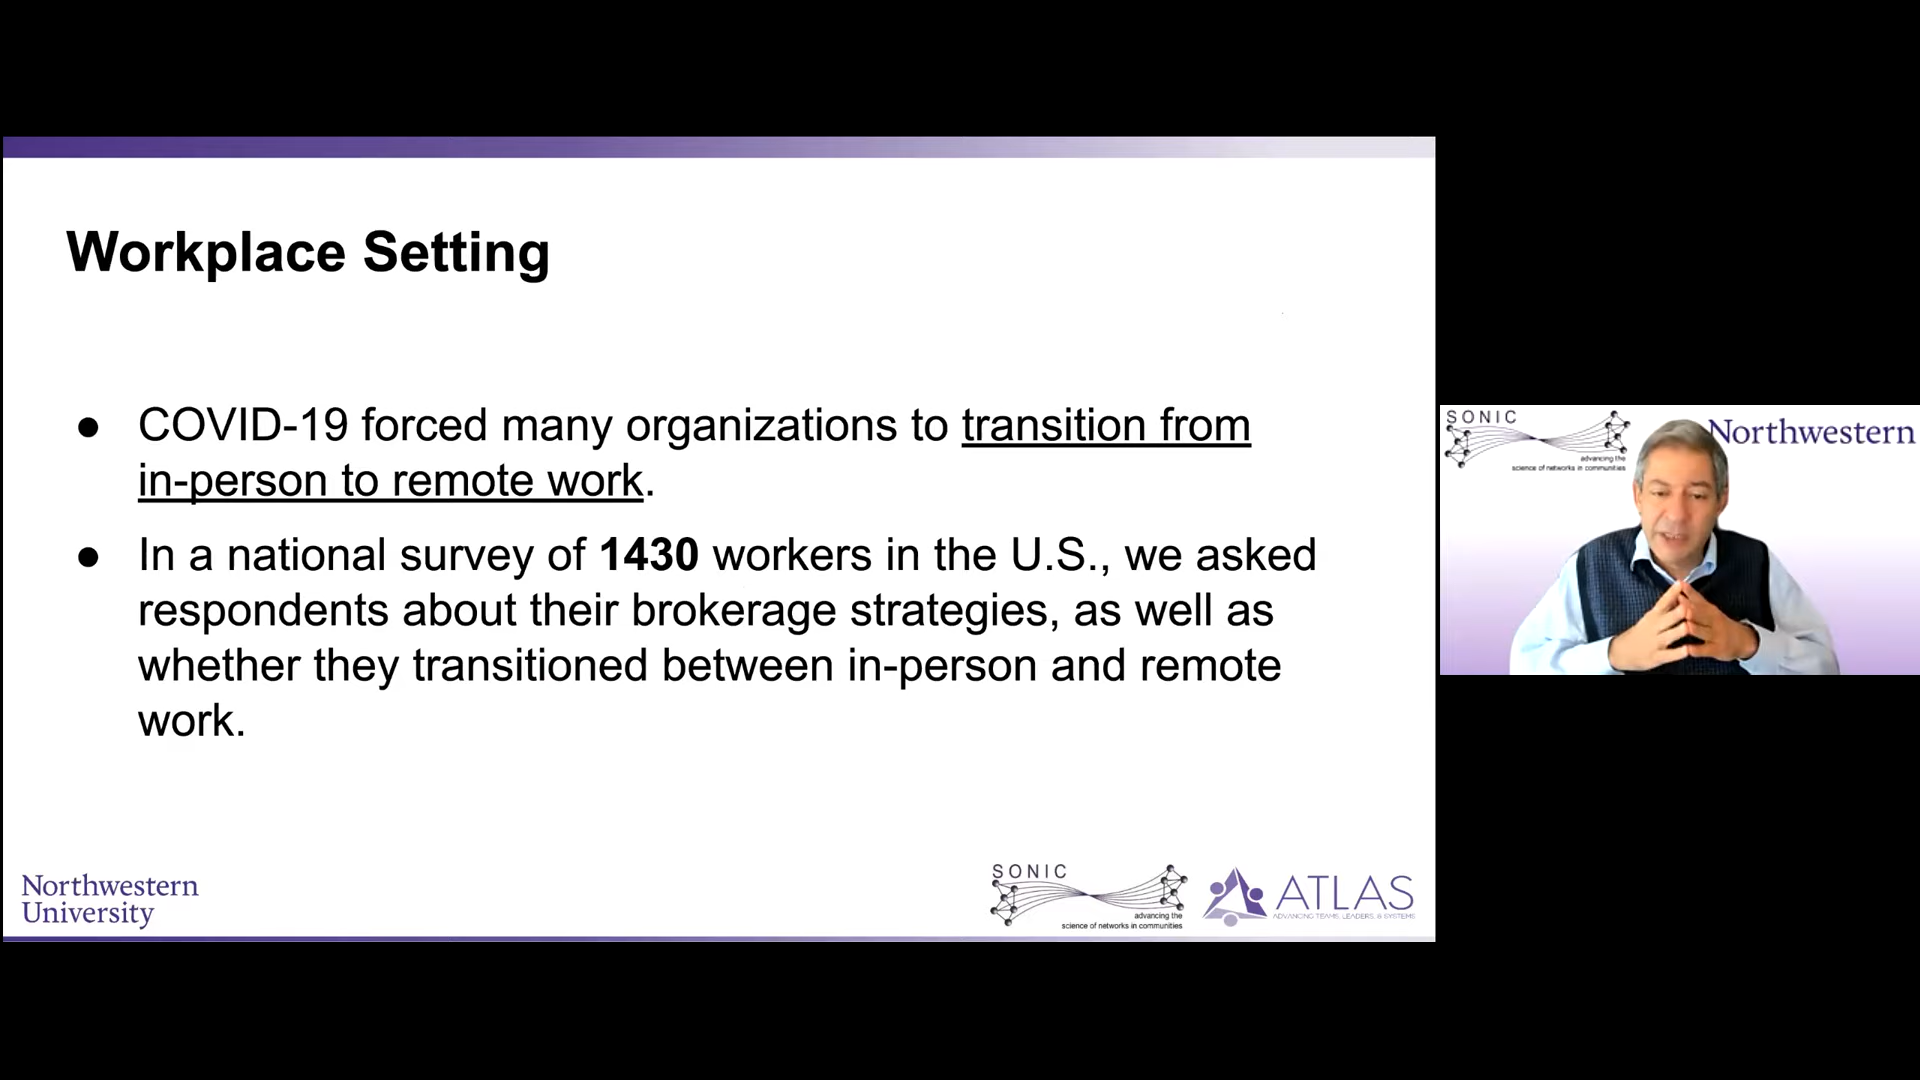 Workplace Setting
● COVID-19 forced many organizations to transition from
in-person to remote work.
● In a national survey of 1430 workers in the U.S., we asked
respondents about their brokerage strategies, as well as
whether they transitioned between in-person and remote
work.
Northwestern
University
SONIC
advancing the
science of networks in communities
ATLAS
ADVANCING TEAMS, LEADERS, & SYSTEMS
SONIC
advancing the
science of networks in communities
Northwestern